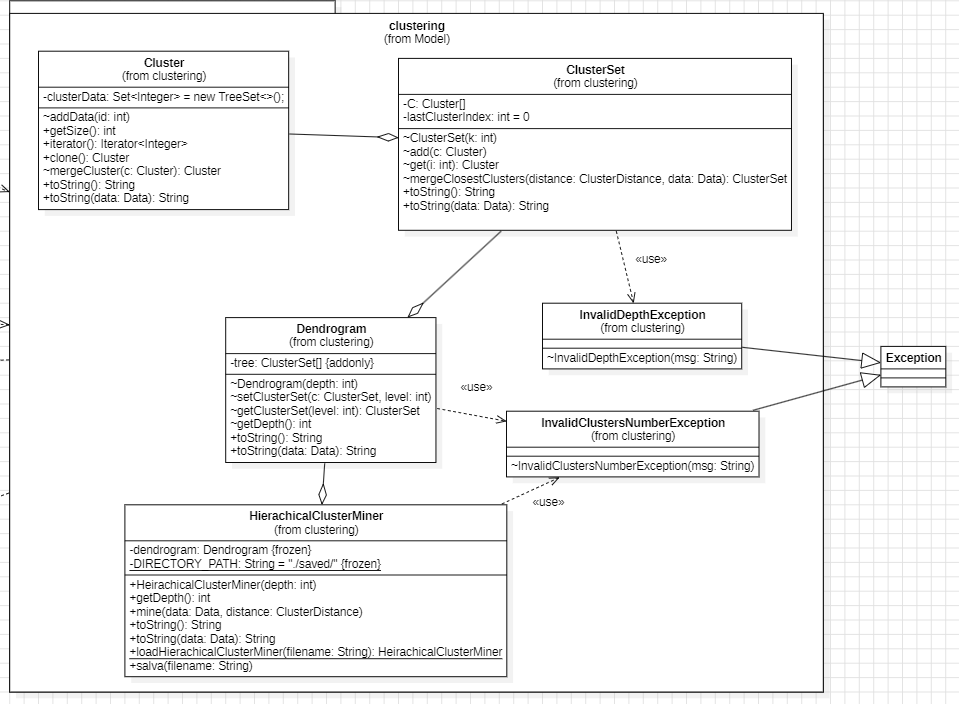 clustering
(from Model)
Cluster
(from clustering)
-clusterData: Set<Integer> = new TreeSet<>();
~addData(id: int)
+getSize(): int
+iterator(): Iterator<Integer>
+clone(): Cluster
~mergeCluster(c: Cluster): Cluster
+toString(): String
+toString(data: Data): String
ClusterSet
(from clustering)
-C: Cluster[]
-lastClusterIndex: int = 0
~ClusterSet(k: int)
~add(c: Cluster)
~get(i: int): Cluster
~mergeClosestClusters(distance: ClusterDistance, data: Data): ClusterSet
+toString(): String
+toString(data: Data): String
«use»
InvalidDepthException
(from clustering)
~InvalidDepthException(msg: String)
Exception
Dendrogram
(from clustering)
-tree: ClusterSet[] {addonly}
~Dendrogram(depth: int)
~setClusterSet(c: ClusterSet, level: int)
~getClusterSet(level: int): ClusterSet
~getDepth(): int
+toString(): String
+toString(data: Data): String
«use»
InvalidClustersNumberException
(from clustering)
~InvalidClustersNumberException(msg: String)
«use»
HierachicalClusterMiner
(from clustering)
-dendrogram: Dendrogram {frozen}
-DIRECTORY_PATH: String = "./saved/" {frozen}
+HeirachicalClusterMiner(depth: int)
+getDepth(): int
+mine(data: Data, distance: ClusterDistance)
+toString(): String
+toString(data: Data): String
+loadHierachicalClusterMiner(filename: String): HeirachicalClusterMiner
+salva(filename: String)